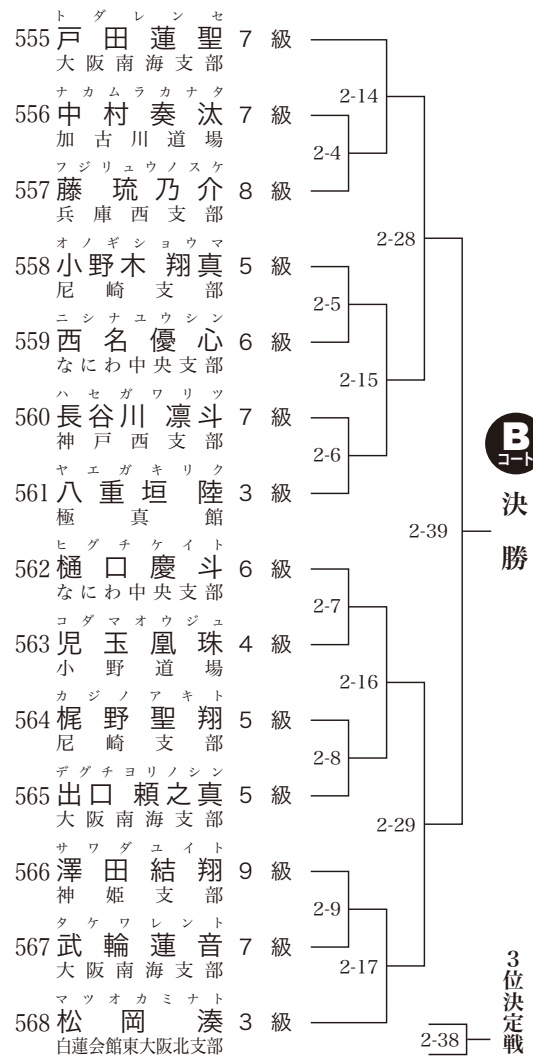 トダレンセ
555 戸田蓮聖 7 級
大阪南海支部
ナカムラカナタ
556 中村奏汰 7 級
加古川道場
フジリュウノスケ
557 藤琉乃介 8 級
兵庫西支部
オノギショウマ
558 小野木 翔真 5 級
尼崎支部
ニシナユウシン
559 西名優心 6 級
なにわ中央支部
ハセガワリツ
560 長谷川 凛斗 7 級
神戸西支部
ヤエガキリク
561 八重垣陸 3 級
極真館
ヒグチケイト
562 樋口慶斗 6 級
なにわ中央支部
コダマオウジュ
563 児玉凰珠 4 級
小野道場
カジノアキト
564 梶野聖翔 5 級
尼崎支部
デグチヨリノシン
565 出口 頼之真 5 級
大阪南海支部
サワダユイト
566 澤田結翔 9 級
神姫支部
タケワレント
567 武輪蓮音 7 級
大阪南海支部
マツオカミナト
568 松岡湊 3 級
白蓮会館東大阪北支部
2-14
2-4
2-28
2-5
2-15
2-6
2-39
2-7
2-16
2-8
2-29
2-9
2-17
2-38
B
コート
決勝
3位決定戦